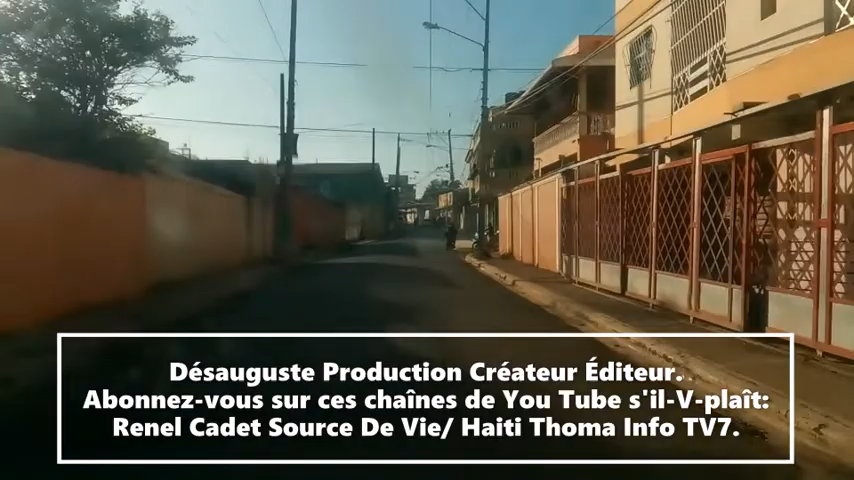 Désauguste Production Créateur Éditeur.
Abonnez-vous sur ces chaînes de You Tube s'il-V-plaît:
Renel Cadet Source De Vie/ Haiti Thoma Info TV7.